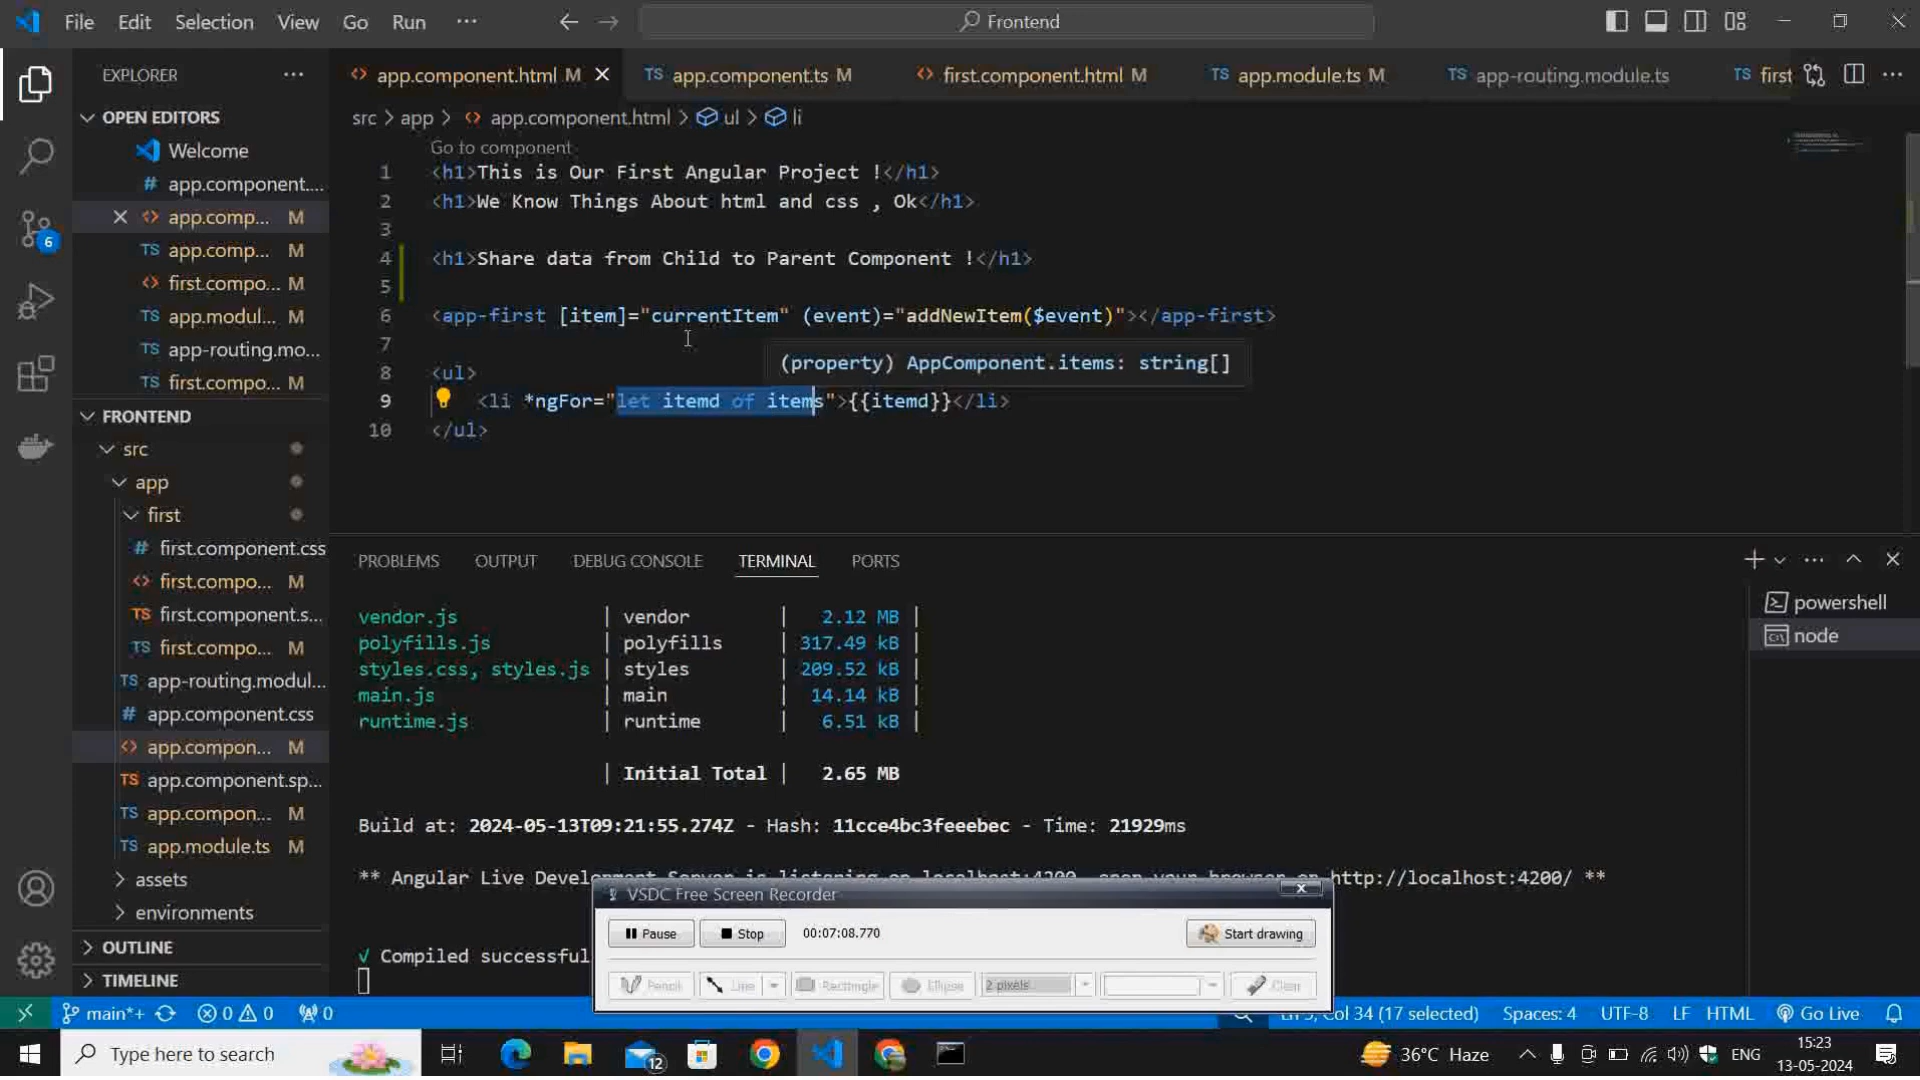 File Edit Selection View Go Run ··· Frontend
EXPLORER
OPEN EDITORS
Welcome
# app.component....
app.comp... M
TS app.comp... M
first.compo... M
TS app.modul... M
TS app-routing.mo...
first.compo... M
FRONTEND
src
app
first
# first.component.css
first.compo... M
TS first.component.s...
TS first.compo... M
TS app-routing.modul...
# app.component.css
app.compon... M
TS app.component.sp...
TS app.compon... M
TS app.module.ts M
assets
environments
OUTLINE
TIMELINE
6
app.component.html M
TS app.component.ts M
first.component.html M
TS app.module.ts M
TS app-routing.module.ts
TS first
src > app > app.component.html > ul > li
Go to component
1 <h1>This is Our First Angular Project !</h1>
2 <h1>We Know Things About html and css , Ok</h1>
3
4 <h1>Share data from Child to Parent Component !</h1>
5
6 <app-first [item]="currentItem" (event)="addNewItem($event)"></app-first>
7
(property) AppComponent.items: string[]
8 <ul>
9 <li *ngFor="let itemd of items">{{itemd}}</li>
10 </ul>
PROBLEMS OUTPUT DEBUG CONSOLE TERMINAL PORTS
powershell
node
vendor.js | vendor | 2.12 MB |
polyfills.js | polyfills | 317.49 kB |
styles.css, styles.js | styles | 209.52 kB |
main.js | main | 14.14 kB |
runtime.js | runtime | 6.51 kB |
| Initial Total | 2.65 MB
Build at: 2024-05-13T09:21:55.274Z - Hash: 11cce4bc3feeebec - Time: 21929ms
** Angular Live Development Server is listening on localhost:4200, open your browser on http://localhost:4200/ **
√ Compiled successful
VSDC Free Screen Recorder
Pause Stop 00:07:08.770 Start drawing
Pencil Line Rectangle Ellipse 2 pixels Clear
main*+ 0 0 0
Col 34 (17 selected) Spaces: 4 UTF-8 LF HTML Go Live
Type here to search
12
36°C Haze ENG
15:23
13-05-2024